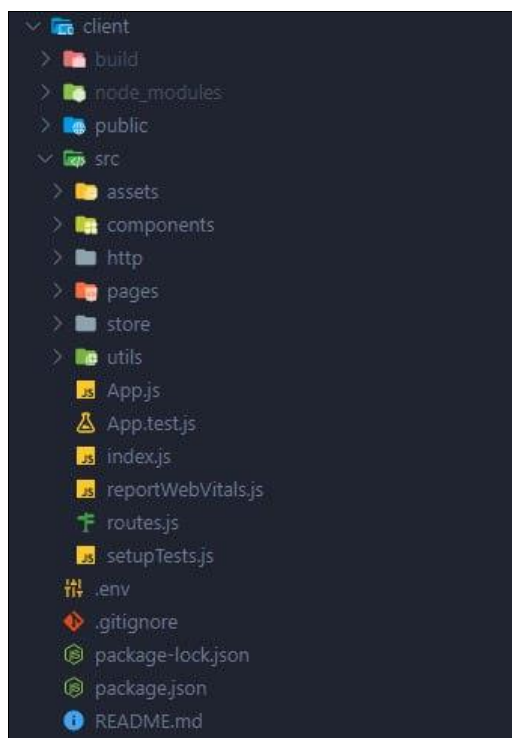 client
build
node_modules
public
src
assets
components
http
pages
store
utils
App.js
App.test.js
index.js
reportWebVitals.js
routes.js
setupTests.js
.env
.gitignore
package-lock.json
package.json
README.md